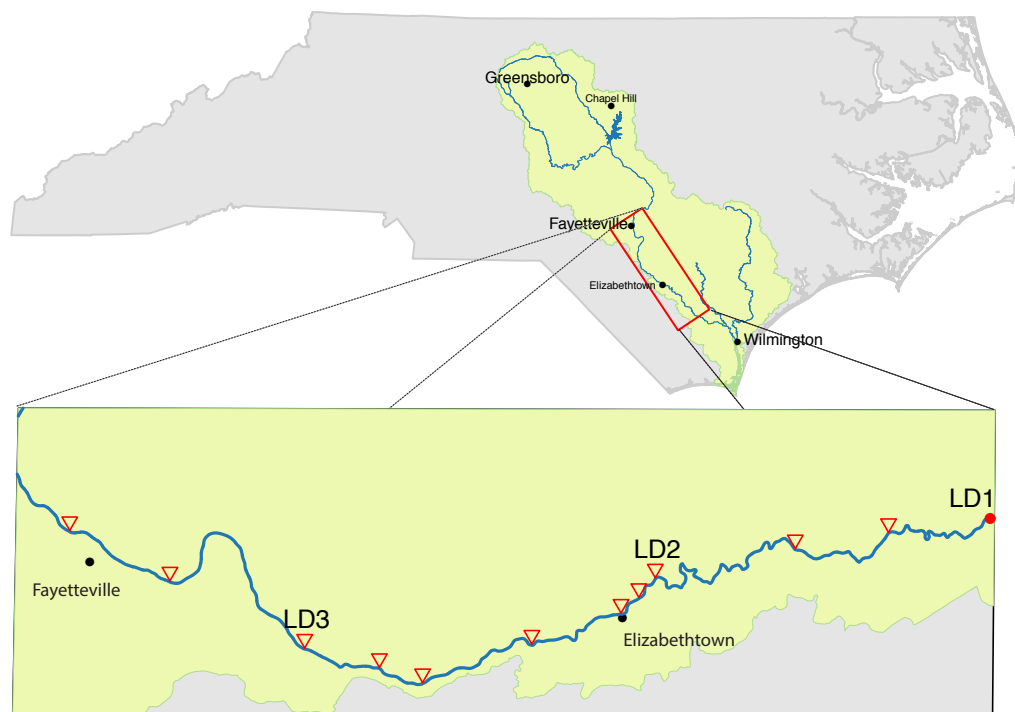 Greensboro
Chapel Hill
Fayetteville
Elizabethtown
Wilmington
LD1
LD2
Fayetteville
LD3
Elizabethtown